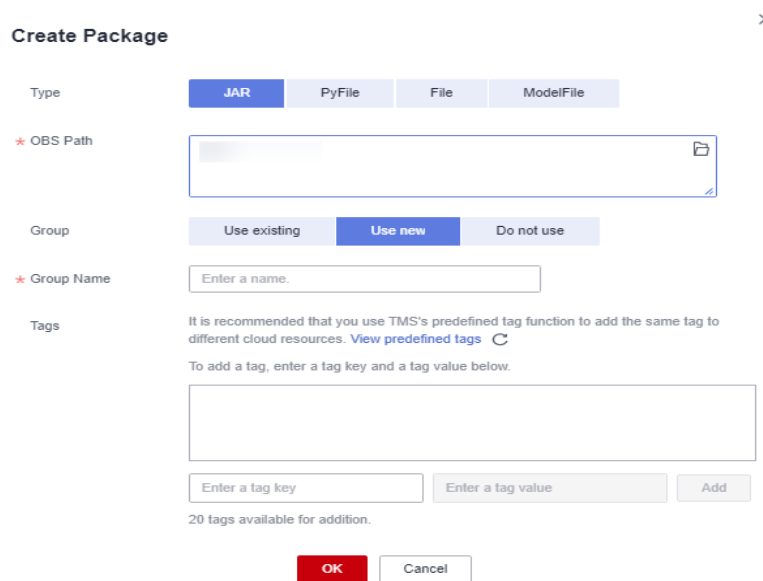 Create Package
Type
JAR
PyFile
File
ModelFile
* OBS Path
Group
Use existing
Use new
Do not use
* Group Name
Enter a name.
Tags
It is recommended that you use TMS's predefined tag function to add the same tag to
different cloud resources. View predefined tags
To add a tag, enter a tag key and a tag value below.
Enter a tag key
Enter a tag value
Add
20 tags available for addition.
OK
Cancel